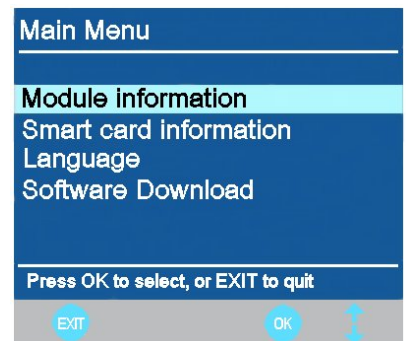 Main Menu
Module information
Smart card information
Language
Software Download
Press OK to select, or EXIT to quit
EXIT OK